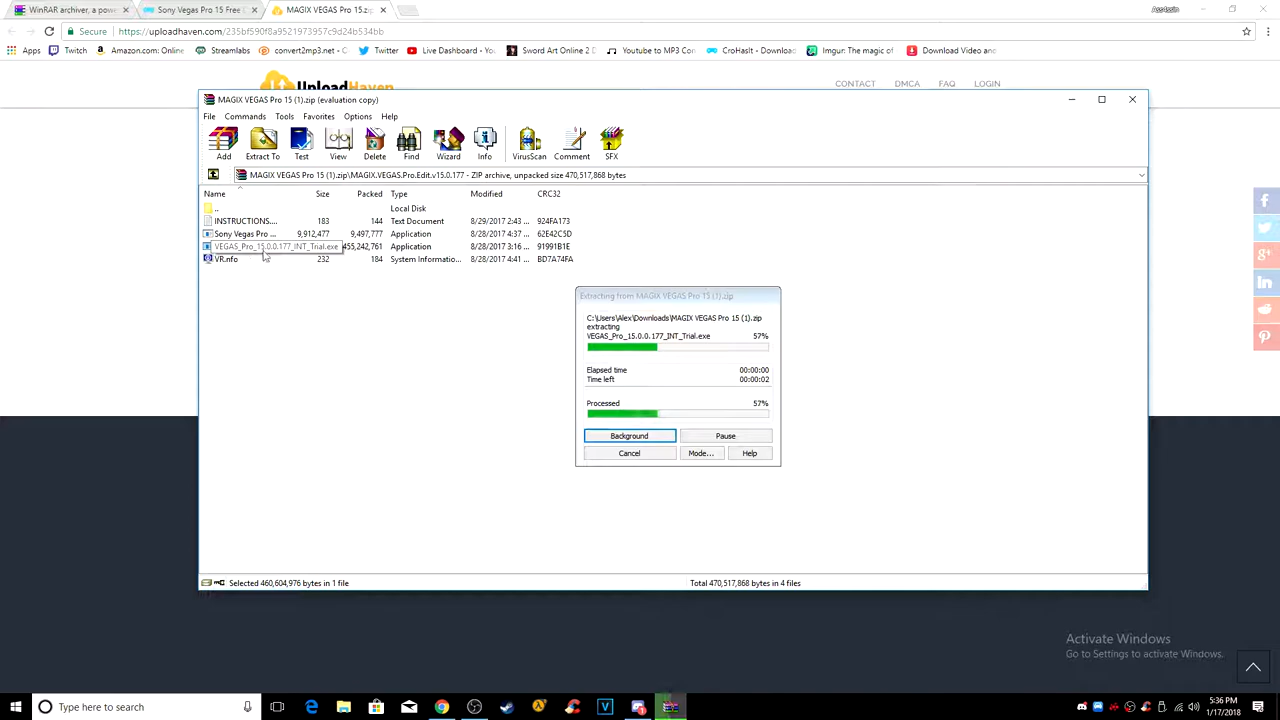 WinRAR archiver, a powe
Sony Vegas Pro 15 Free D
MAGIX VEGAS Pro 15.zip
Secure | https://uploadhaven.com/235bf590f8a9521973957c9d24b534bb
Apps Twitch Amazon.com: Online Streamlabs convert2mp3.net - C Twitter Live Dashboard - You Sword Art Online 2 D Youtube to MP3 Con CroHasIt - Download Imgur: The magic of Download Video and
UploadHaven
CONTACT DMCA FAQ LOGIN
MAGIX VEGAS Pro 15 (1).zip (evaluation copy)
File Commands Tools Favorites Options Help
Add Extract To Test View Delete Find Wizard Info VirusScan Comment SFX
MAGIX VEGAS Pro 15 (1).zip\MAGIX.VEGAS.Pro.Edit.v15.0.177 - ZIP archive, unpacked size 470,517,868 bytes
Name Size Packed Type Modified CRC32
.. Local Disk
INSTRUCTIONS.... 183 144 Text Document 8/29/2017 2:43 ... 924FA173
Sony Vegas Pro ... 9,912,477 9,497,777 Application 8/28/2017 4:37 ... 62E42C5D
VEGAS_Pro_15.0.0.177_INT_Trial.exe 455,242,761 Application 8/28/2017 3:16 ... 91991B1E
VR.nfo 232 184 System Informatio... 8/28/2017 4:41 ... BD7A74FA
Extracting from MAGIX VEGAS Pro 15 (1).zip
C:\Users\Alex\Downloads\MAGIX VEGAS Pro 15 (1).zip
extracting
VEGAS_Pro_15.0.0.177_INT_Trial.exe 57%
Elapsed time 00:00:00
Time left 00:00:02
Processed 57%
Background Pause
Cancel Mode... Help
Selected 460,604,976 bytes in 1 file
Total 470,517,868 bytes in 4 files
Activate Windows
Go to Settings to activate Windows.
Type here to search
5:36 PM
1/17/2018